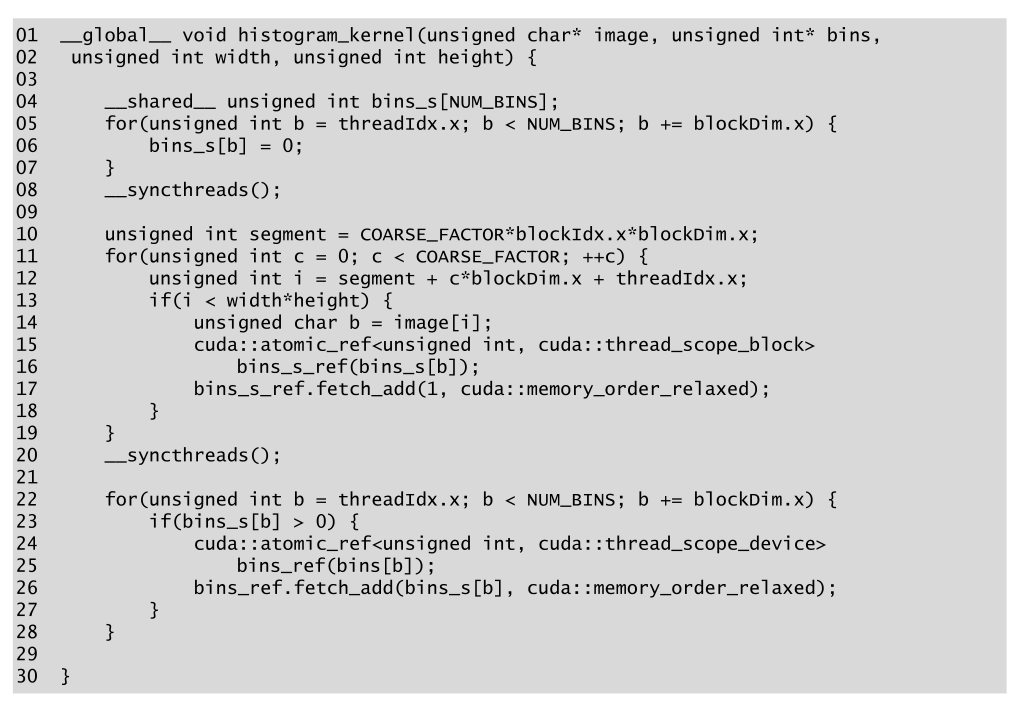 01  __global__ void histogram_kernel(unsigned char* image, unsigned int* bins,
02   unsigned int width, unsigned int height) {
03
04      __shared__ unsigned int bins_s[NUM_BINS];
05      for(unsigned int b = threadIdx.x; b < NUM_BINS; b += blockDim.x) {
06          bins_s[b] = 0;
07      }
08      __syncthreads();
09
10      unsigned int segment = COARSE_FACTOR*blockIdx.x*blockDim.x;
11      for(unsigned int c = 0; c < COARSE_FACTOR; ++c) {
12          unsigned int i = segment + c*blockDim.x + threadIdx.x;
13          if(i < width*height) {
14              unsigned char b = image[i];
15              cuda::atomic_ref<unsigned int, cuda::thread_scope_block>
16                  bins_s_ref(bins_s[b]);
17              bins_s_ref.fetch_add(1, cuda::memory_order_relaxed);
18          }
19      }
20      __syncthreads();
21
22      for(unsigned int b = threadIdx.x; b < NUM_BINS; b += blockDim.x) {
23          if(bins_s[b] > 0) {
24              cuda::atomic_ref<unsigned int, cuda::thread_scope_device>
25                  bins_ref(bins[b]);
26              bins_ref.fetch_add(bins_s[b], cuda::memory_order_relaxed);
27          }
28      }
29
30  }